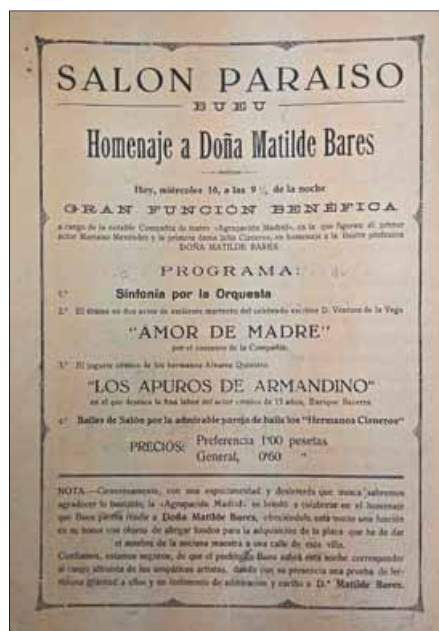 SALON PARAISO
BUEU
Homenaje a Doña Matilde Bares
Hoy, miércoles 16, a las 9 ½ de la noche
GRAN FUNCIÓN BENÉFICA
a cargo de la notable Compañía de teatro «Agrupación Madrid», en la que figuran el primer
actor Mariano Menéndez y la primera dama Julia Cisneros, en homenaje a la ilustre profesora
DOÑA MATILDE BARES
PROGRAMA:
1.º Sinfonía por la Orquesta
2.º El drama en dos actos de ambiente marinero del celebrado escritor D. Ventura de la Vega
"AMOR DE MADRE"
por el conjunto de la Compañía.
3.º El juguete cómico de los hermanos Alvarez Quintero
"LOS APUROS DE ARMANDINO"
en el que destaca la fina labor del actor cómico de 13 años, Enrique Becerra.
4.º Bailes de Salón por la admirable pareja de baile los "Hermanos Cisneros"
PRECIOS: Preferencia 1'00 pesetas
General, 0'60 "
NOTA.—Generosamente, con una espontaneidad y desinterés que nunca sabremos
agradecer lo bastante, la «Agrupación Madrid» se brindó a colaborar en el homenaje
que Bueu piensa rendir a Doña Matilde Bares, ofreciéndole esta noche una función
en su honor con objeto de allegar fondos para la adquisición de la placa que ha de dar
el nombre de la anciana maestra a una calle de esta villa.
Confiamos, estamos seguros, de que el pueblo de Bueu sabrá esta noche corresponder
al rasgo altruista de los simpáticos artistas, dando con su presencia una prueba de
gratitud a ellos y un testimonio de admiración y cariño a D.ª Matilde Bares.